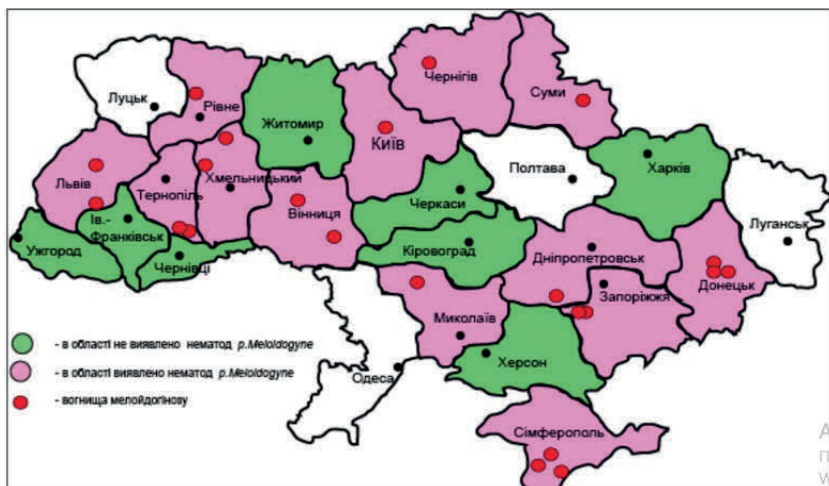 Чернігів
Суми
Луцьк
Рівне
Житомир
Київ
Полтава
Харків
Львів
Тернопіль
Хмельницький
Вінниця
Черкаси
Луганськ
Ів.-
Франківськ
Ужгород
Чернівці
Кіровоград
Дніпропетровськ
Запоріжжя
Донецьк
Миколаїв
Одеса
Херсон
Сімферополь
- в області не виявлено нематод р.Meloidogyne
- в області виявлено нематод р.Meloidogyne
- вогнища мелойдогінозу